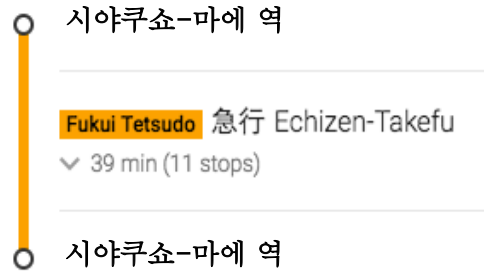 시야쿠쇼-마에 역
Fukui Tetsudo 急行 Echizen-Takefu
39 min (11 stops)
시야쿠쇼-마에 역